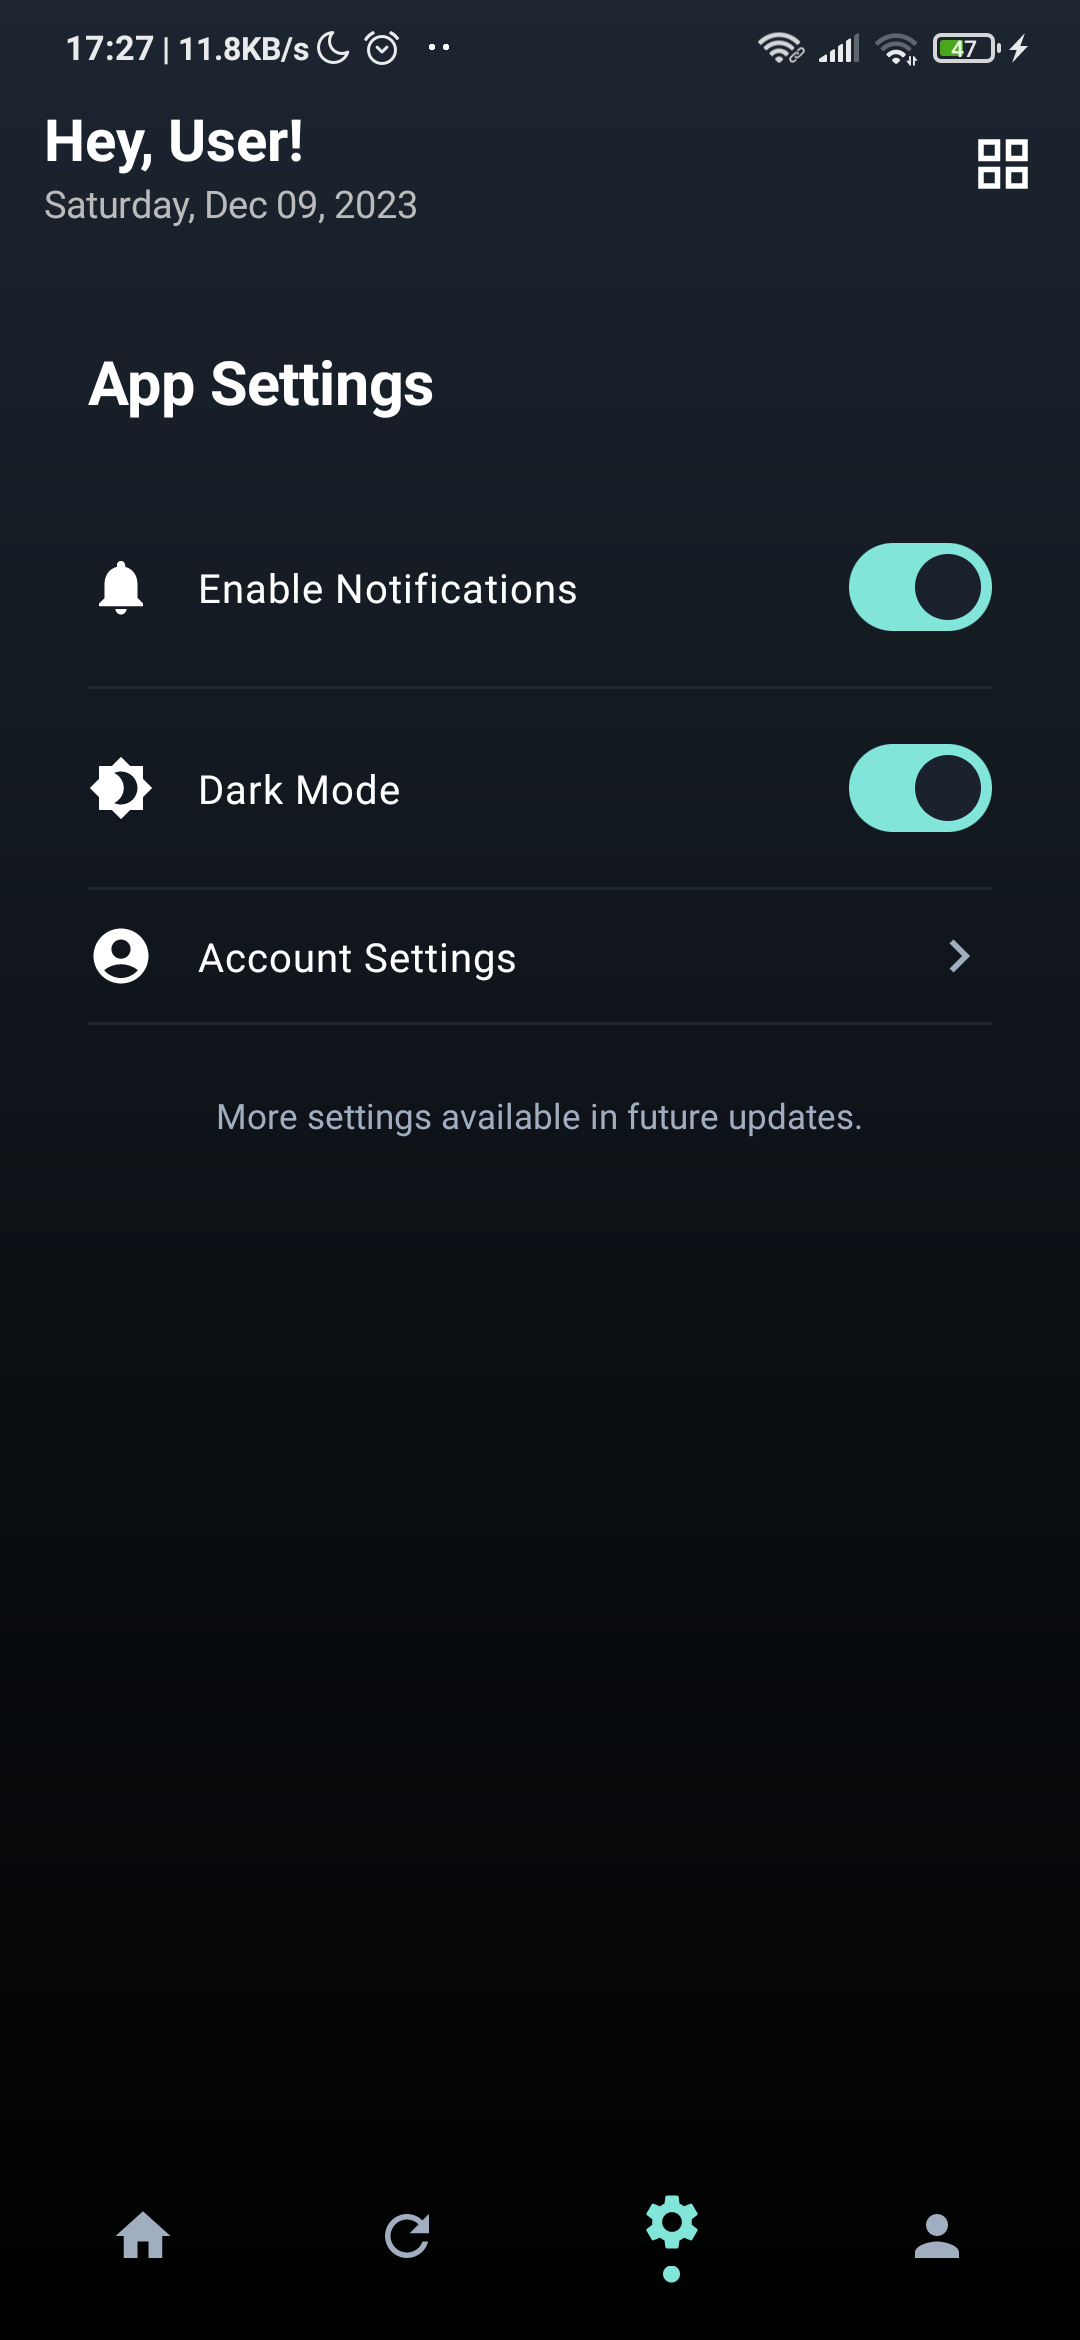 17:27 | 11.8KB/s
47
Hey, User!
Saturday, Dec 09, 2023
App Settings
Enable Notifications
Dark Mode
Account Settings
More settings available in future updates.